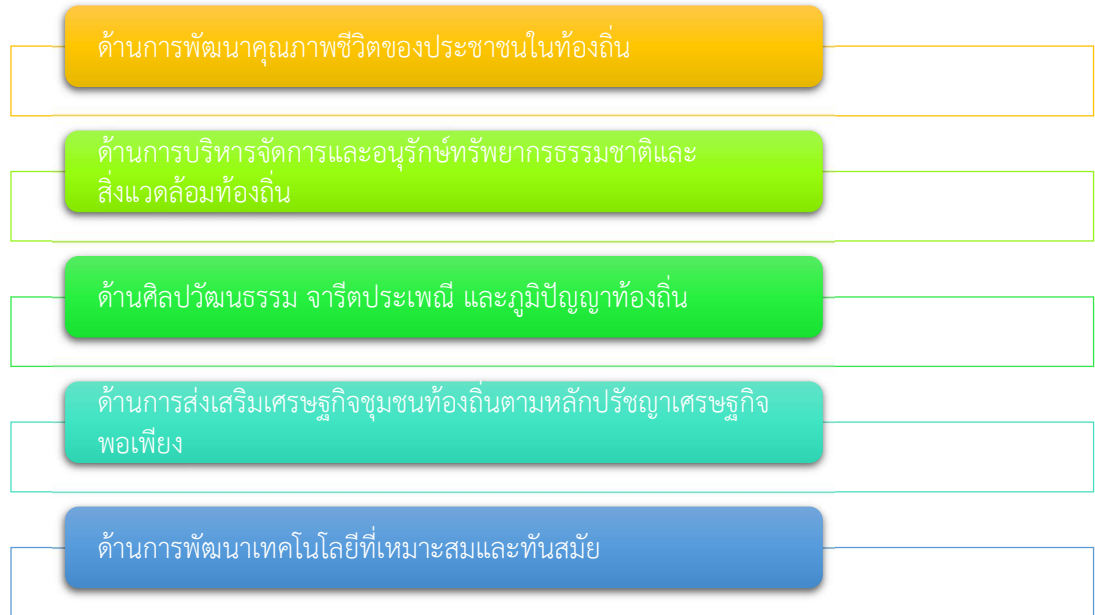 ด้านการพัฒนาคุณภาพชีวิตของประชาชนในท้องถิ่น
ด้านการบริหารจัดการและอนุรักษ์ทรัพยากรธรรมชาติและ
สิ่งแวดล้อมท้องถิ่น
ด้านศิลปวัฒนธรรม จารีตประเพณี และภูมิปัญญาท้องถิ่น
ด้านการส่งเสริมเศรษฐกิจชุมชนท้องถิ่นตามหลักปรัชญาเศรษฐกิจ
พอเพียง
ด้านการพัฒนาเทคโนโลยีที่เหมาะสมและทันสมัย